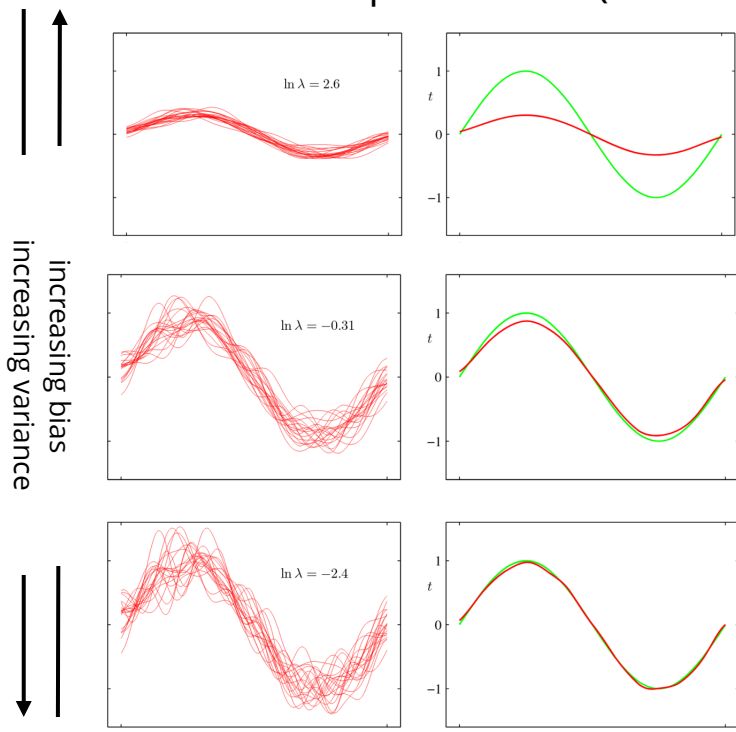 ln λ = 2.6
t
1
0
−1
increasing bias
increasing variance
ln λ = −0.31
t
1
0
−1
ln λ = −2.4
t
1
0
−1